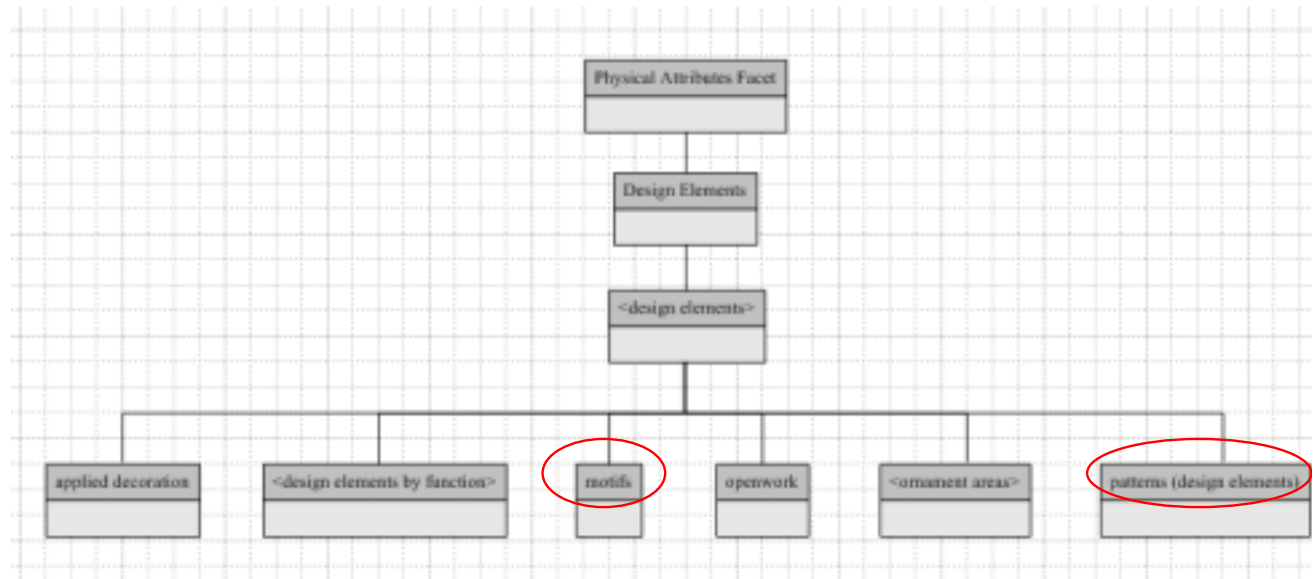 Physical Attributes Facet
Design Elements
<design elements>
applied decoration
<design elements by function>
motifs
openwork
<ornament areas>
patterns (design elements)